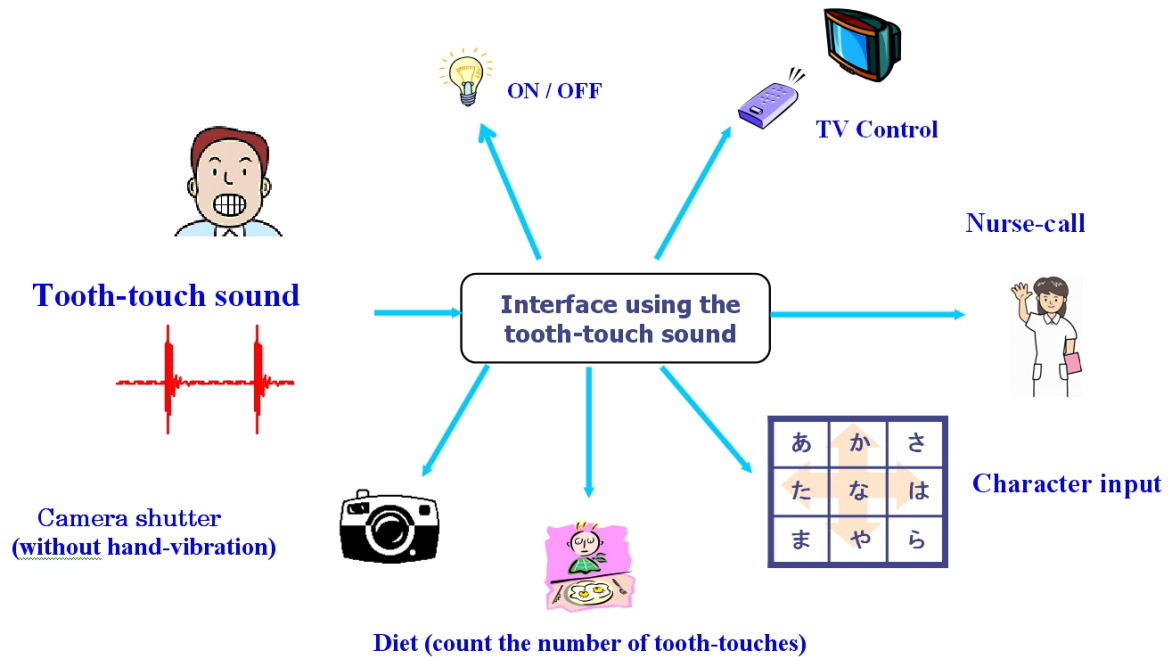 ON / OFF
TV Control
Nurse-call
Tooth-touch sound
Interface using the
tooth-touch sound
あ か さ
た な は
ま や ら
Character input
Camera shutter
(without hand-vibration)
Diet (count the number of tooth-touches)